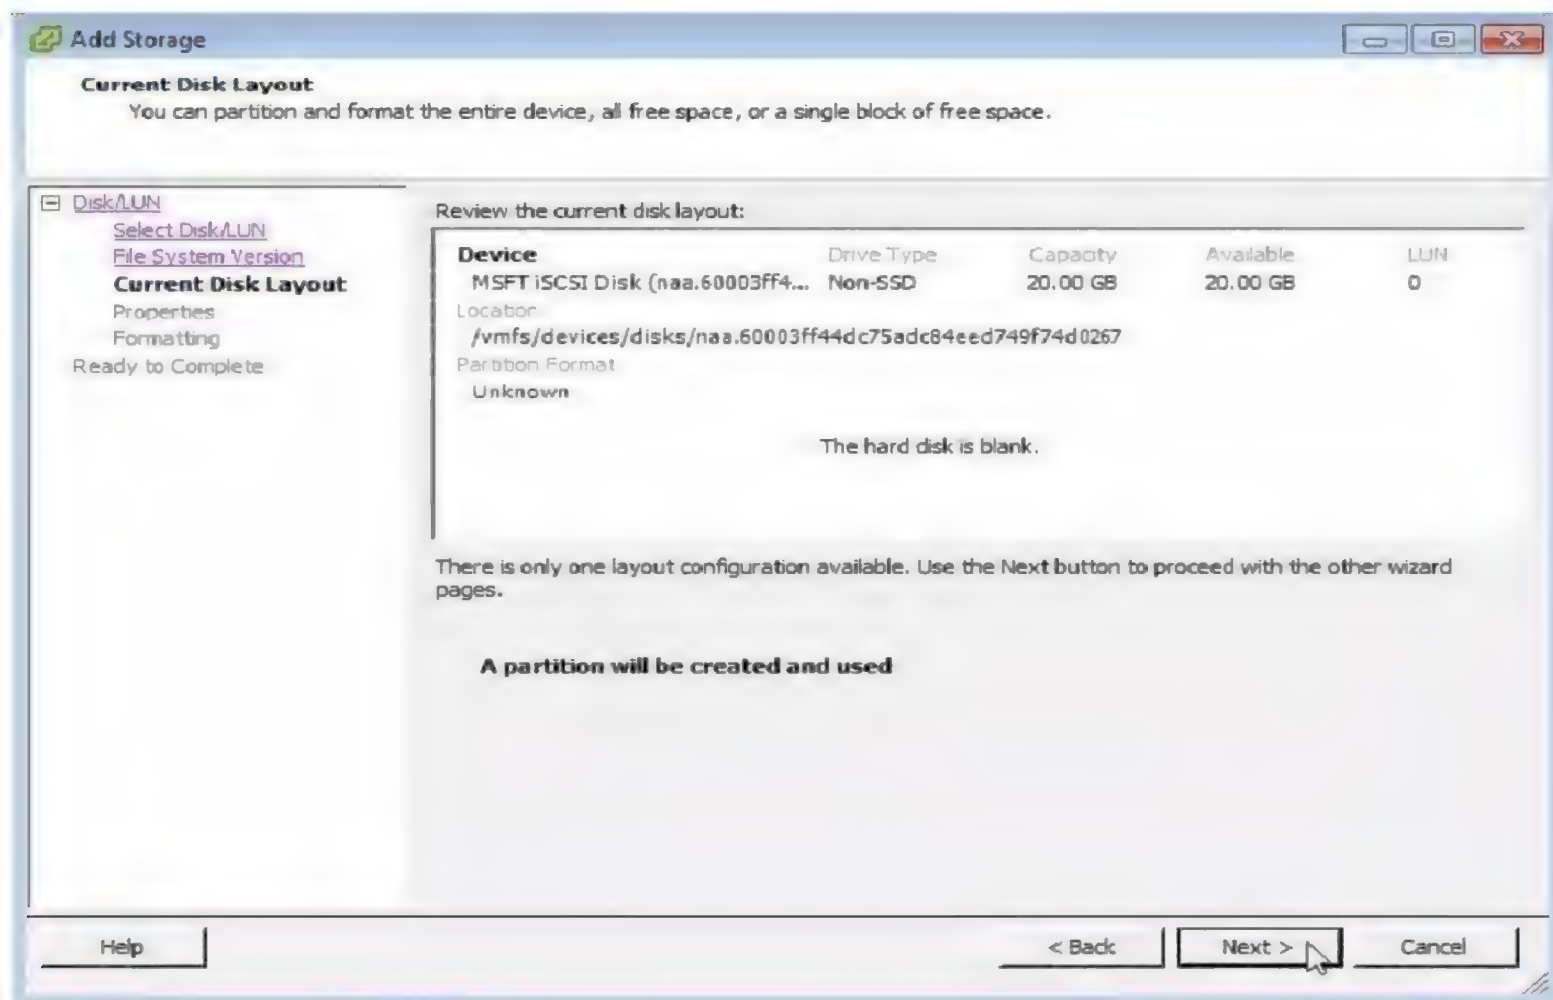 Add Storage
Current Disk Layout
You can partition and format the entire device, all free space, or a single block of free space.
Disk/LUN
Select Disk/LUN
File System Version
Current Disk Layout
Properties
Formatting
Ready to Complete
Review the current disk layout:
Device Drive Type Capacity Available LUN
MSFT iSCSI Disk (naa.60003ff4... Non-SSD 20.00 GB 20.00 GB 0
Location
/vmfs/devices/disks/naa.60003ff44dc75adc84eed749f74d0267
Partition Format
Unknown
The hard disk is blank.
There is only one layout configuration available. Use the Next button to proceed with the other wizard
pages.
A partition will be created and used
Help < Back Next > Cancel